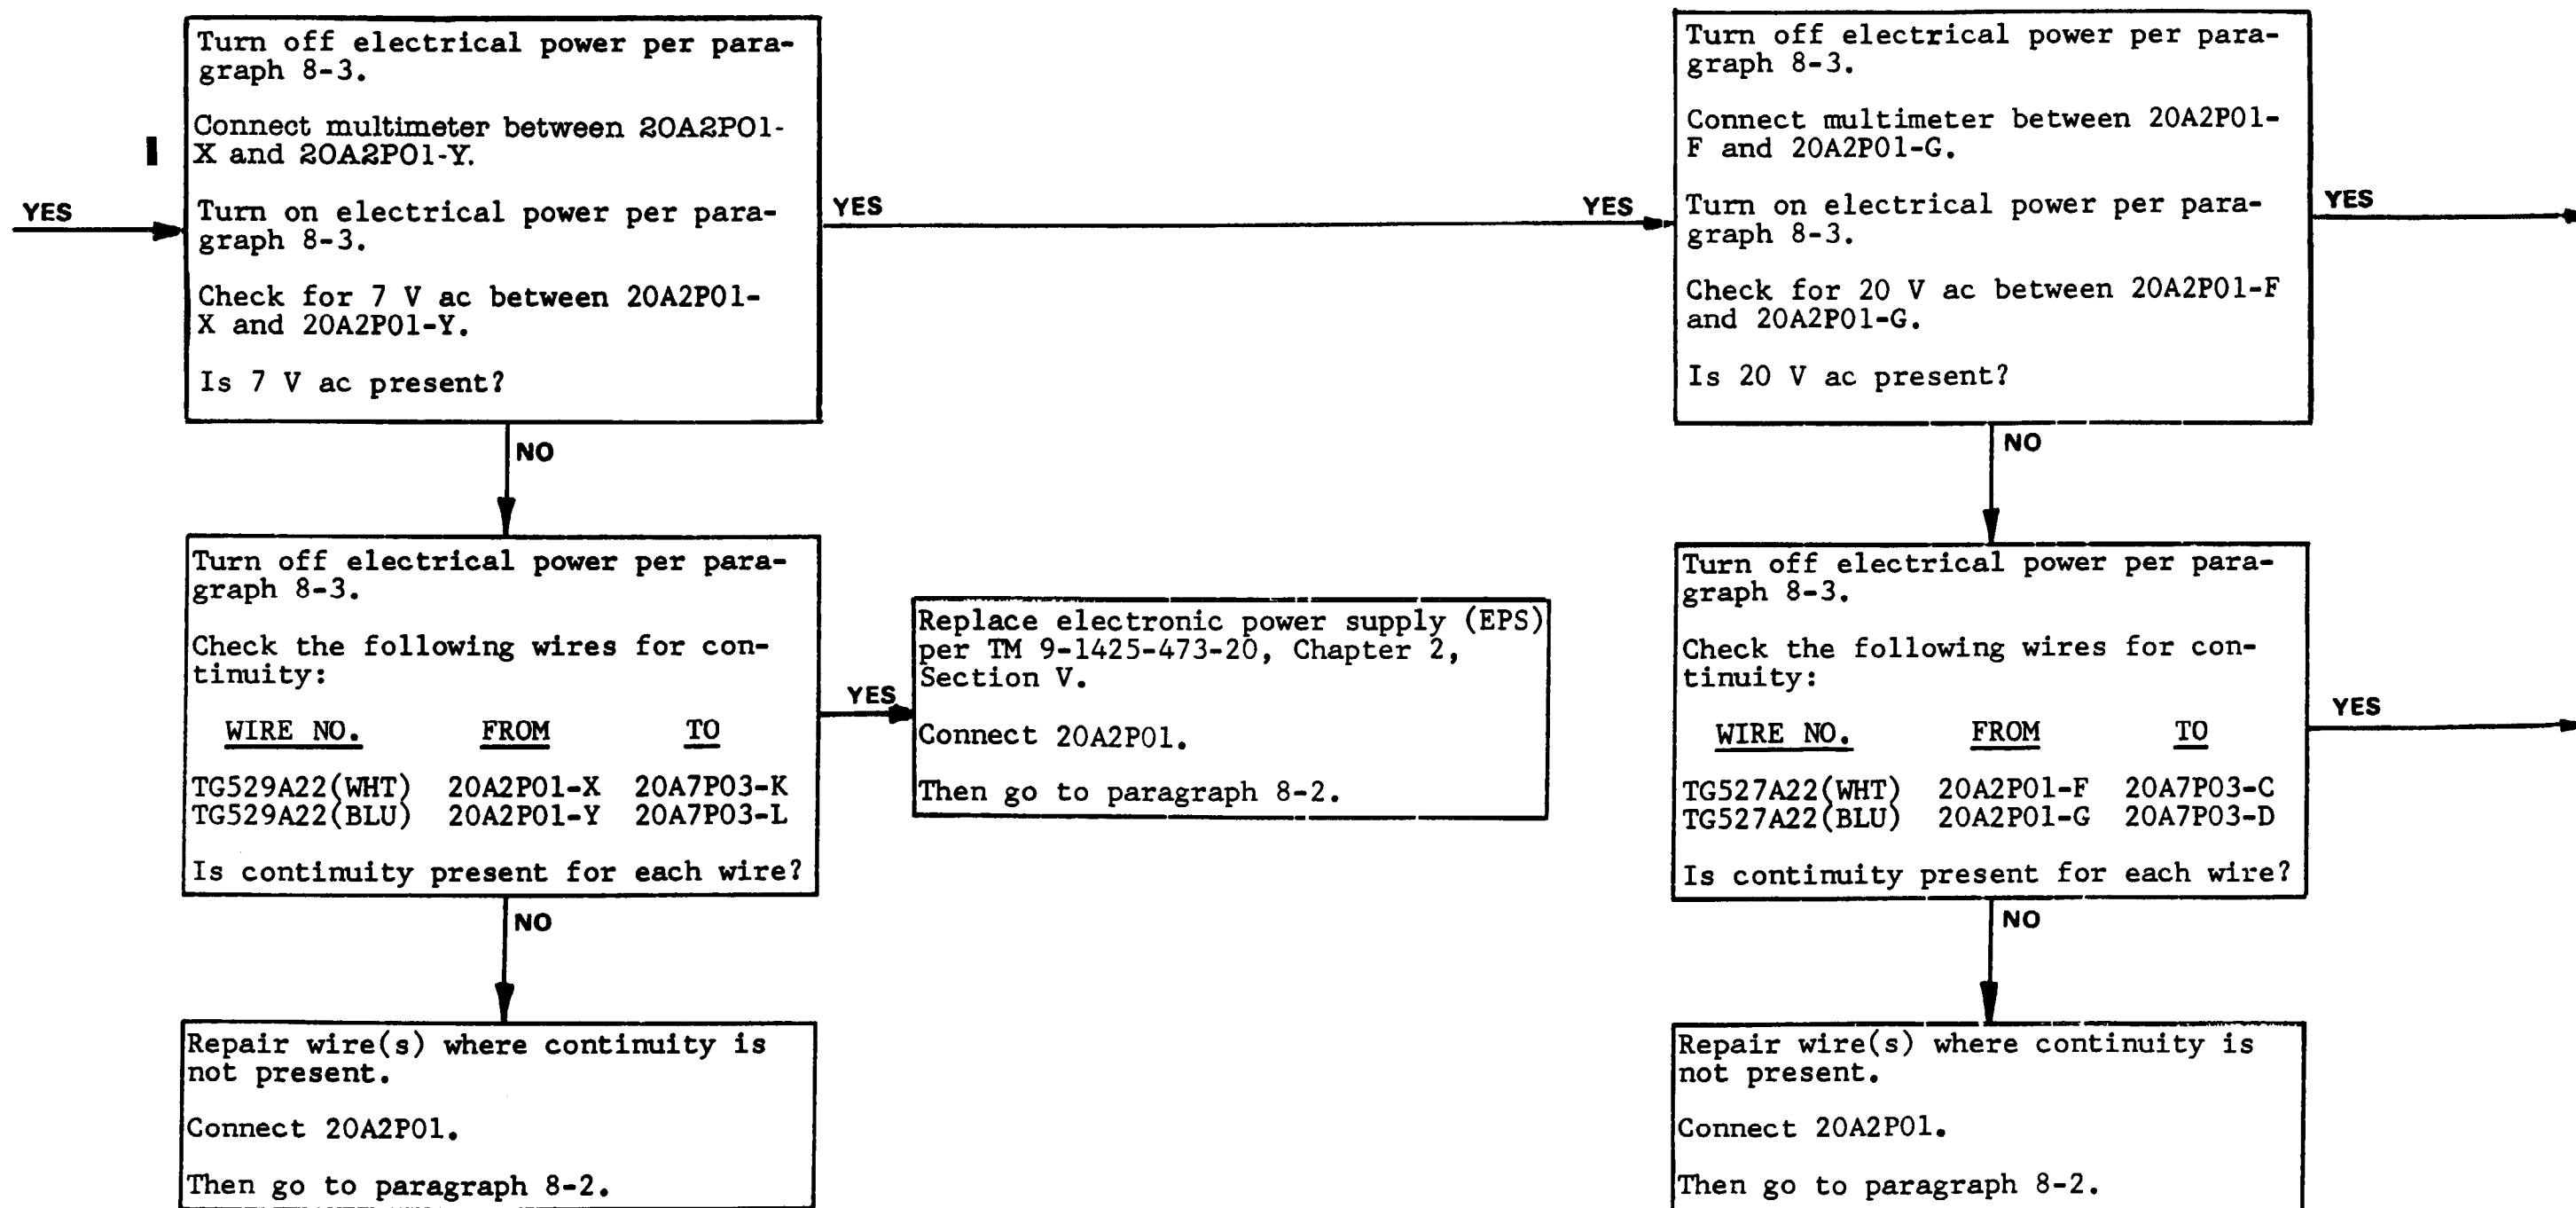 YES
Turn off electrical power per para-
graph 8-3.
Connect multimeter between 20A2P01-
X and 20A2P01-Y.
Turn on electrical power per para-
graph 8-3.
Check for 7 V ac between 20A2P01-
X and 20A2P01-Y.
Is 7 V ac present?
YES
YES
Turn off electrical power per para-
graph 8-3.
Connect multimeter between 20A2P01-
F and 20A2P01-G.
Turn on electrical power per para-
graph 8-3.
Check for 20 V ac between 20A2P01-F
and 20A2P01-G.
Is 20 V ac present?
YES
NO
NO
Turn off electrical power per para-
graph 8-3.
Check the following wires for con-
tinuity:
WIRE NO. FROM TO
TG529A22(WHT) 20A2P01-X 20A7P03-K
TG529A22(BLU) 20A2P01-Y 20A7P03-L
Is continuity present for each wire?
YES
Replace electronic power supply (EPS)
per TM 9-1425-473-20, Chapter 2,
Section V.
Connect 20A2P01.
Then go to paragraph 8-2.
Turn off electrical power per para-
graph 8-3.
Check the following wires for con-
tinuity:
WIRE NO. FROM TO
TG527A22(WHT) 20A2P01-F 20A7P03-C
TG527A22(BLU) 20A2P01-G 20A7P03-D
Is continuity present for each wire?
YES
NO
NO
Repair wire(s) where continuity is
not present.
Connect 20A2P01.
Then go to paragraph 8-2.
Repair wire(s) where continuity is
not present.
Connect 20A2P01.
Then go to paragraph 8-2.